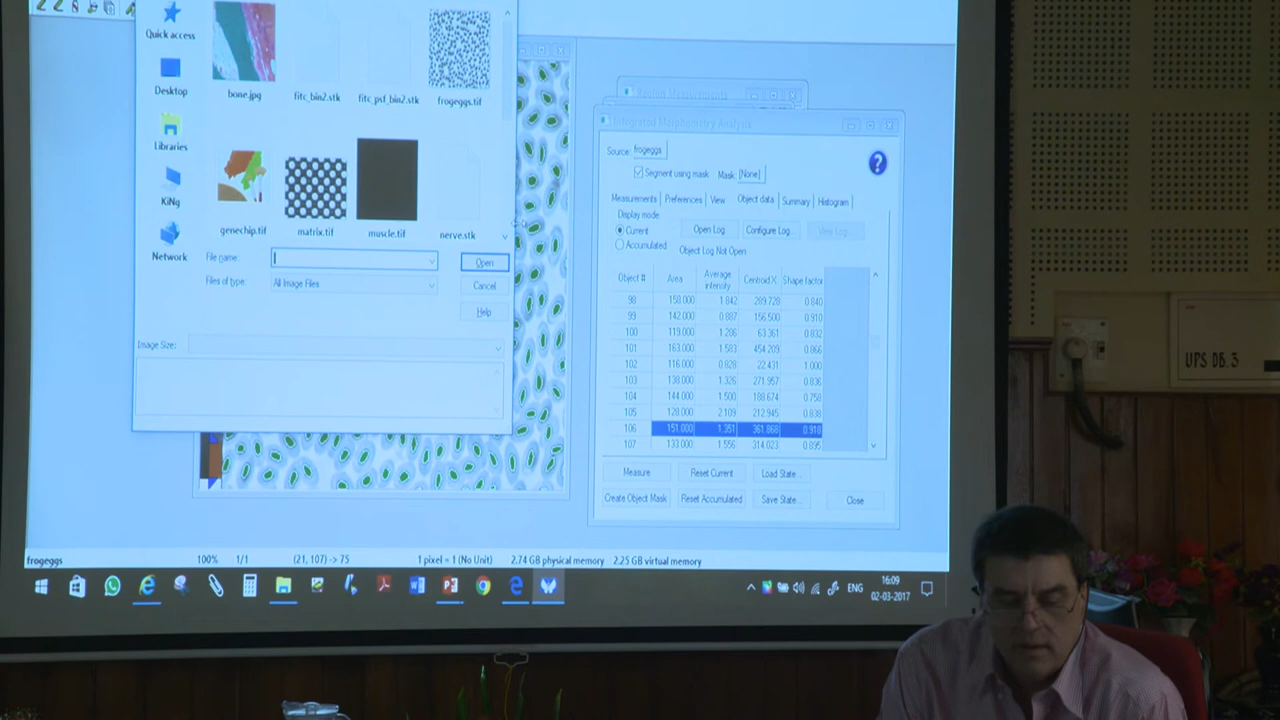 Quick access
bone.jpg
fitc_bin2.stk
fitc_psf_bin2.stk
frogeggs.tif
Desktop
Libraries
KiNg
genechip.tif
matrix.tif
muscle.tif
nerve.stk
Network
File name:
Open
Files of type: All Image Files
Cancel
Help
Image Size:
Region Measurements
Integrated Morphometry Analysis
Source: frogeggs
Segment using mask Mask: [None]
?
Measurements Preferences View Object data Summary Histogram
Display mode
Current
Accumulated
Open Log Configure Log... View Log...
Object Log Not Open
Object # Area Average intensity Centroid X Shape factor
98 158.000 1.842 289.728 0.840
99 142.000 0.887 156.500 0.910
100 119.000 1.286 63.361 0.832
101 163.000 1.583 454.209 0.866
102 116.000 0.828 22.431 1.000
103 138.000 1.326 271.957 0.836
104 144.000 1.500 188.674 0.758
105 128.000 2.109 212.945 0.838
106 151.000 1.351 361.868 0.918
107 133.000 1.556 314.023 0.895
Measure Reset Current Load State...
Create Object Mask Reset Accumulated Save State... Close
frogeggs 100% 1/1 (21, 107) -> 75 1 pixel = 1 (No Unit) 2.74 GB physical memory 2.25 GB virtual memory
ENG
16:09
02-03-2017
UPS DB.3